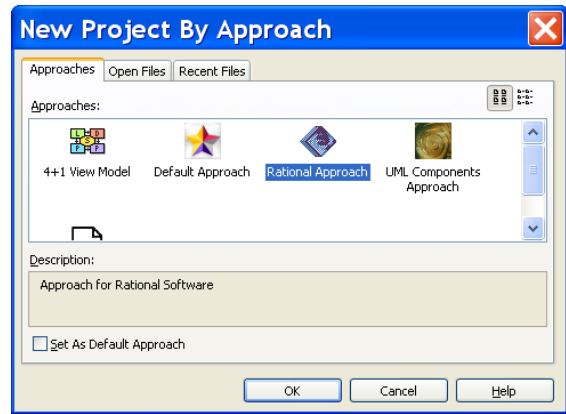 New Project By Approach
Approaches Open Files Recent Files
Approaches:
4+1 View Model Default Approach Rational Approach UML Components
Approach
Description:
Approach for Rational Software
Set As Default Approach
OK Cancel Help